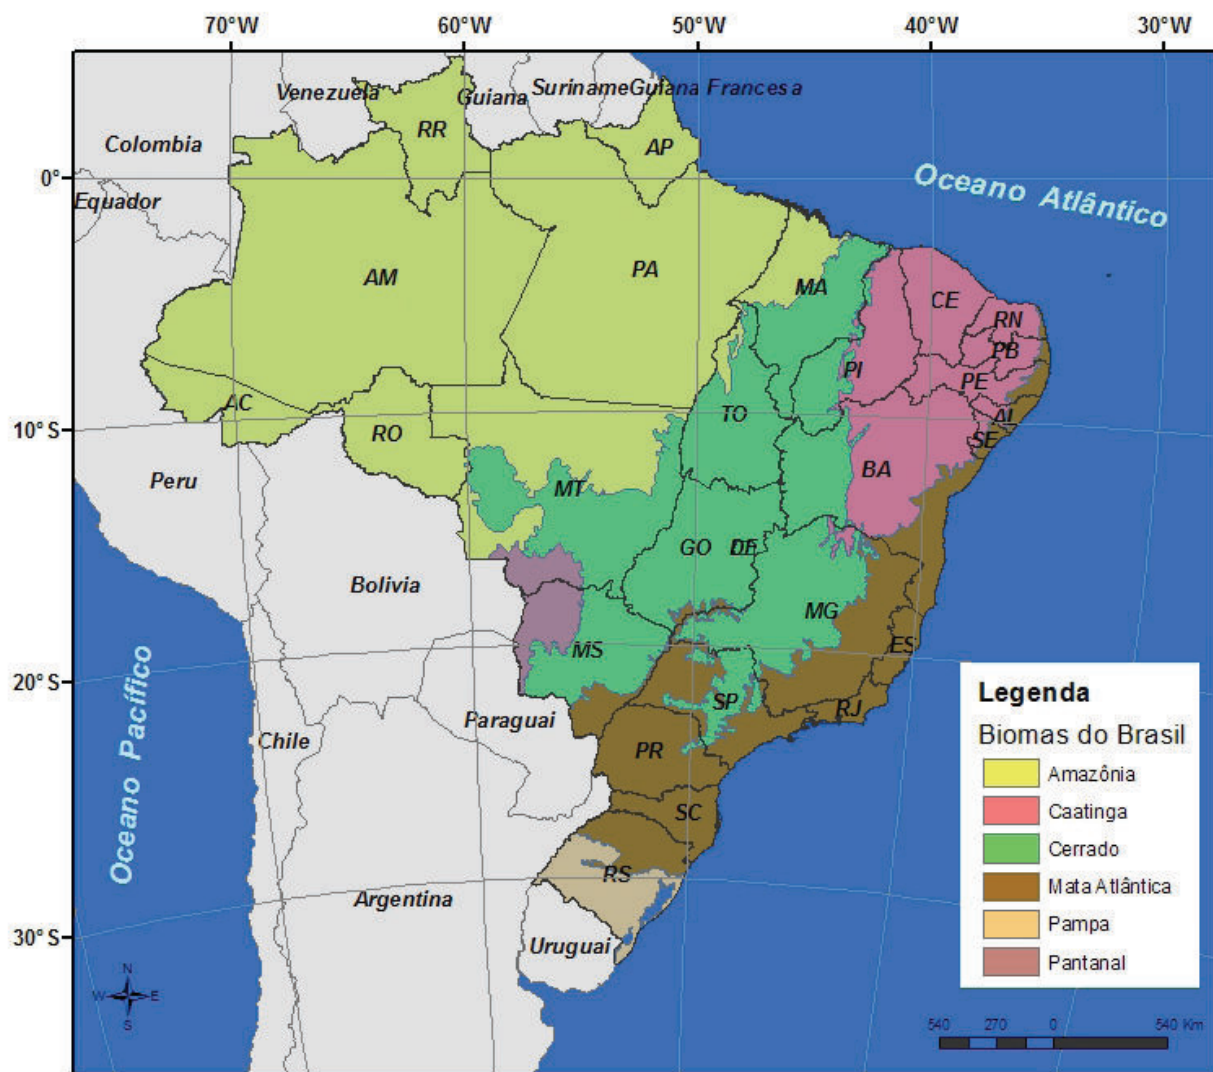 70°W 60°W 50°W 40°W 30°W
Venezuela
Guiana
Suriname
Guiana Francesa
Colombia
RR
AP
0°
Equador
Oceano Atlântico
AM
PA
MA
CE
RN
PB
PI
PE
AC
TO
AL
10°S
RO
SE
Peru
MT
BA
GO
DF
Bolivia
MG
MS
ES
20°S
Oceano Pacífico
Paraguai
SP
RJ
Chile
PR
SC
RS
Argentina
Uruguai
30°S
N
W E
S
Legenda
Biomas do Brasil
Amazônia
Caatinga
Cerrado
Mata Atlântica
Pampa
Pantanal
540 270 0 540 Km